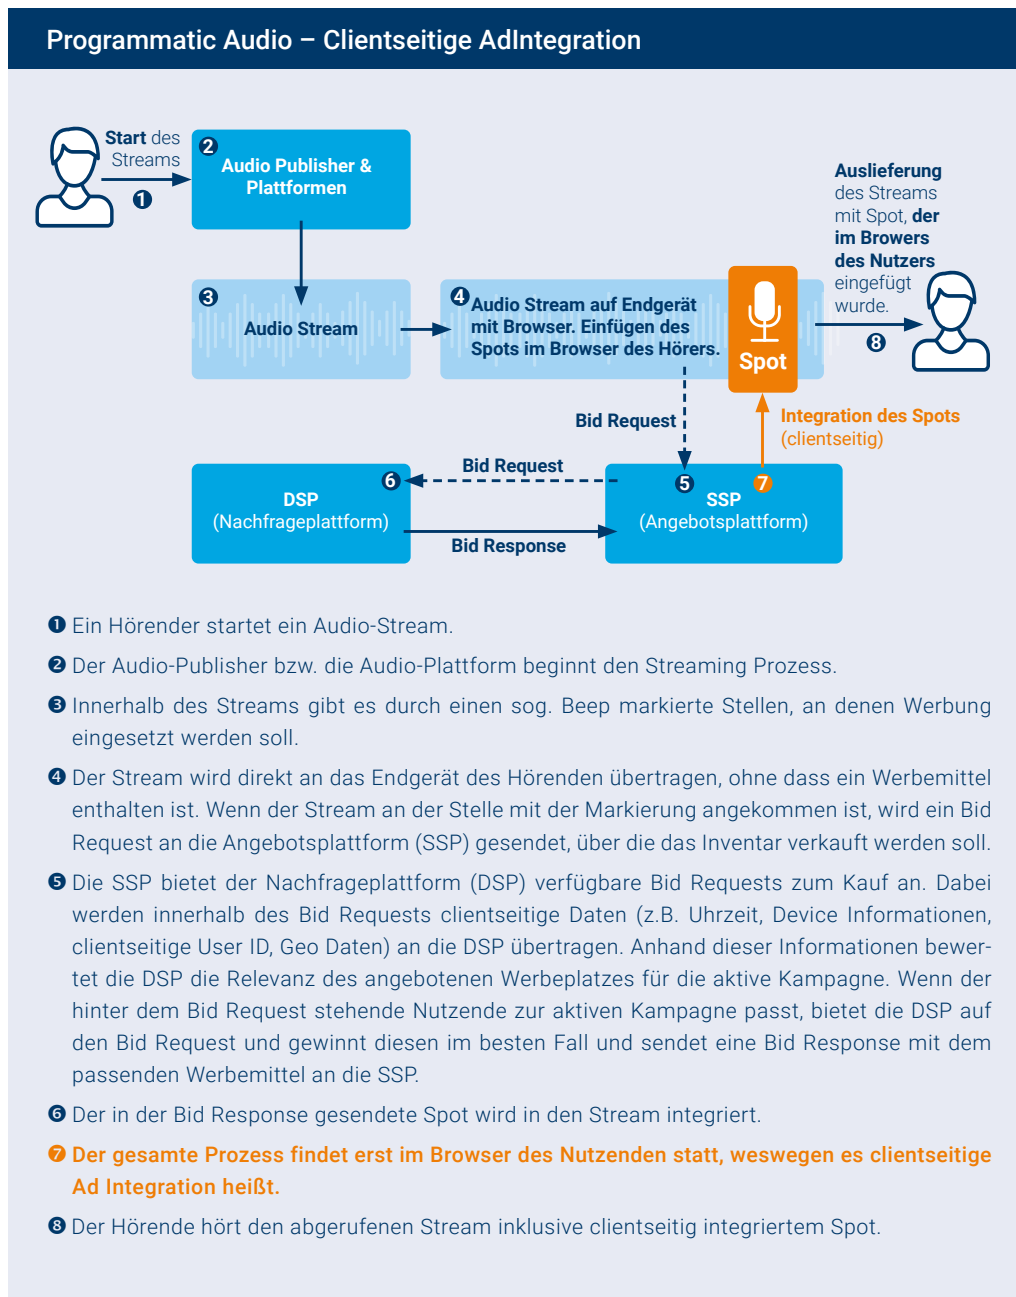 Programmatic Audio – Clientseitige AdIntegration
Start des
Streams
1
2
Audio Publisher &
Plattformen
3
Audio Stream
4
Audio Stream auf Endgerät
mit Browser. Einfügen des
Spots im Browser des Hörers.
Spot
Auslieferung
des Streams
mit Spot, der
im Browers
des Nutzers
eingefügt
wurde.
8
Bid Request
Integration des Spots
(clientseitig)
Bid Request
6
DSP
(Nachfrageplattform)
5
7
SSP
(Angebotsplattform)
Bid Response
1 Ein Hörender startet ein Audio-Stream.
2 Der Audio-Publisher bzw. die Audio-Plattform beginnt den Streaming Prozess.
3 Innerhalb des Streams gibt es durch einen sog. Beep markierte Stellen, an denen Werbung
eingesetzt werden soll.
4 Der Stream wird direkt an das Endgerät des Hörenden übertragen, ohne dass ein Werbemittel
enthalten ist. Wenn der Stream an der Stelle mit der Markierung angekommen ist, wird ein Bid
Request an die Angebotsplattform (SSP) gesendet, über die das Inventar verkauft werden soll.
5 Die SSP bietet der Nachfrageplattform (DSP) verfügbare Bid Requests zum Kauf an. Dabei
werden innerhalb des Bid Requests clientseitige Daten (z.B. Uhrzeit, Device Informationen,
clientseitige User ID, Geo Daten) an die DSP übertragen. Anhand dieser Informationen bewer-
tet die DSP die Relevanz des angebotenen Werbeplatzes für die aktive Kampagne. Wenn der
hinter dem Bid Request stehende Nutzende zur aktiven Kampagne passt, bietet die DSP auf
den Bid Request und gewinnt diesen im besten Fall und sendet eine Bid Response mit dem
passenden Werbemittel an die SSP.
6 Der in der Bid Response gesendete Spot wird in den Stream integriert.
7 Der gesamte Prozess findet erst im Browser des Nutzenden statt, weswegen es clientseitige
Ad Integration heißt.
8 Der Hörende hört den abgerufenen Stream inklusive clientseitig integriertem Spot.